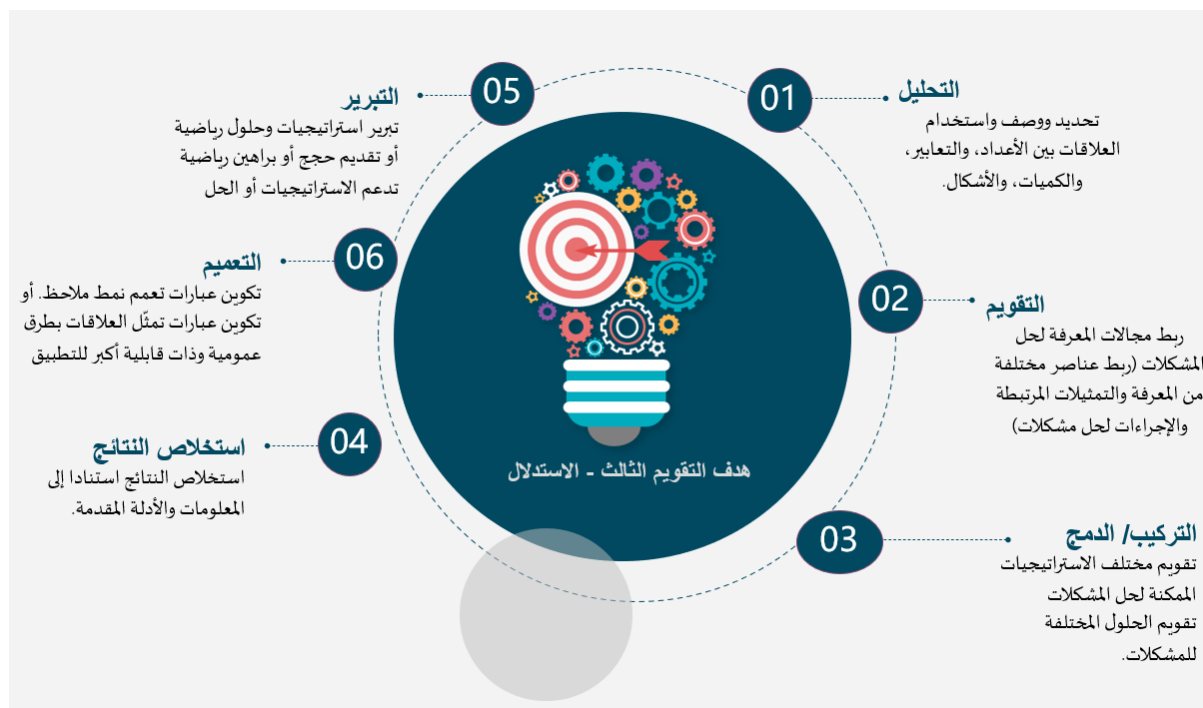 01
التحليل
تحديد ووصف واستخدام
العلاقات بين الأعداد، والتعابير،
والكميات، والأشكال.
02
التقويم
ربط مجالات المعرفة لحل
المشكلات (ربط عناصر مختلفة
من المعرفة والتمثيلات المرتبطة
والإجراءات لحل مشكلات)
03
التركيب/ الدمج
تقويم مختلف الاستراتيجيات
الممكنة لحل المشكلات
تقويم الحلول المختلفة
للمشكلات.
04
استخلاص النتائج
استخلاص النتائج استنادا إلى
المعلومات والأدلة المقدمة.
05
التبرير
تبرير استراتيجيات وحلول رياضية
أو تقديم حجج أو براهين رياضية
تدعم الاستراتيجيات أو الحل
06
التعميم
تكوين عبارات تعمم نمط ملاحظ. أو
تكوين عبارات تمثّل العلاقات بطرق
عمومية وذات قابلية أكبر للتطبيق
هدف التقويم الثالث - الاستدلال